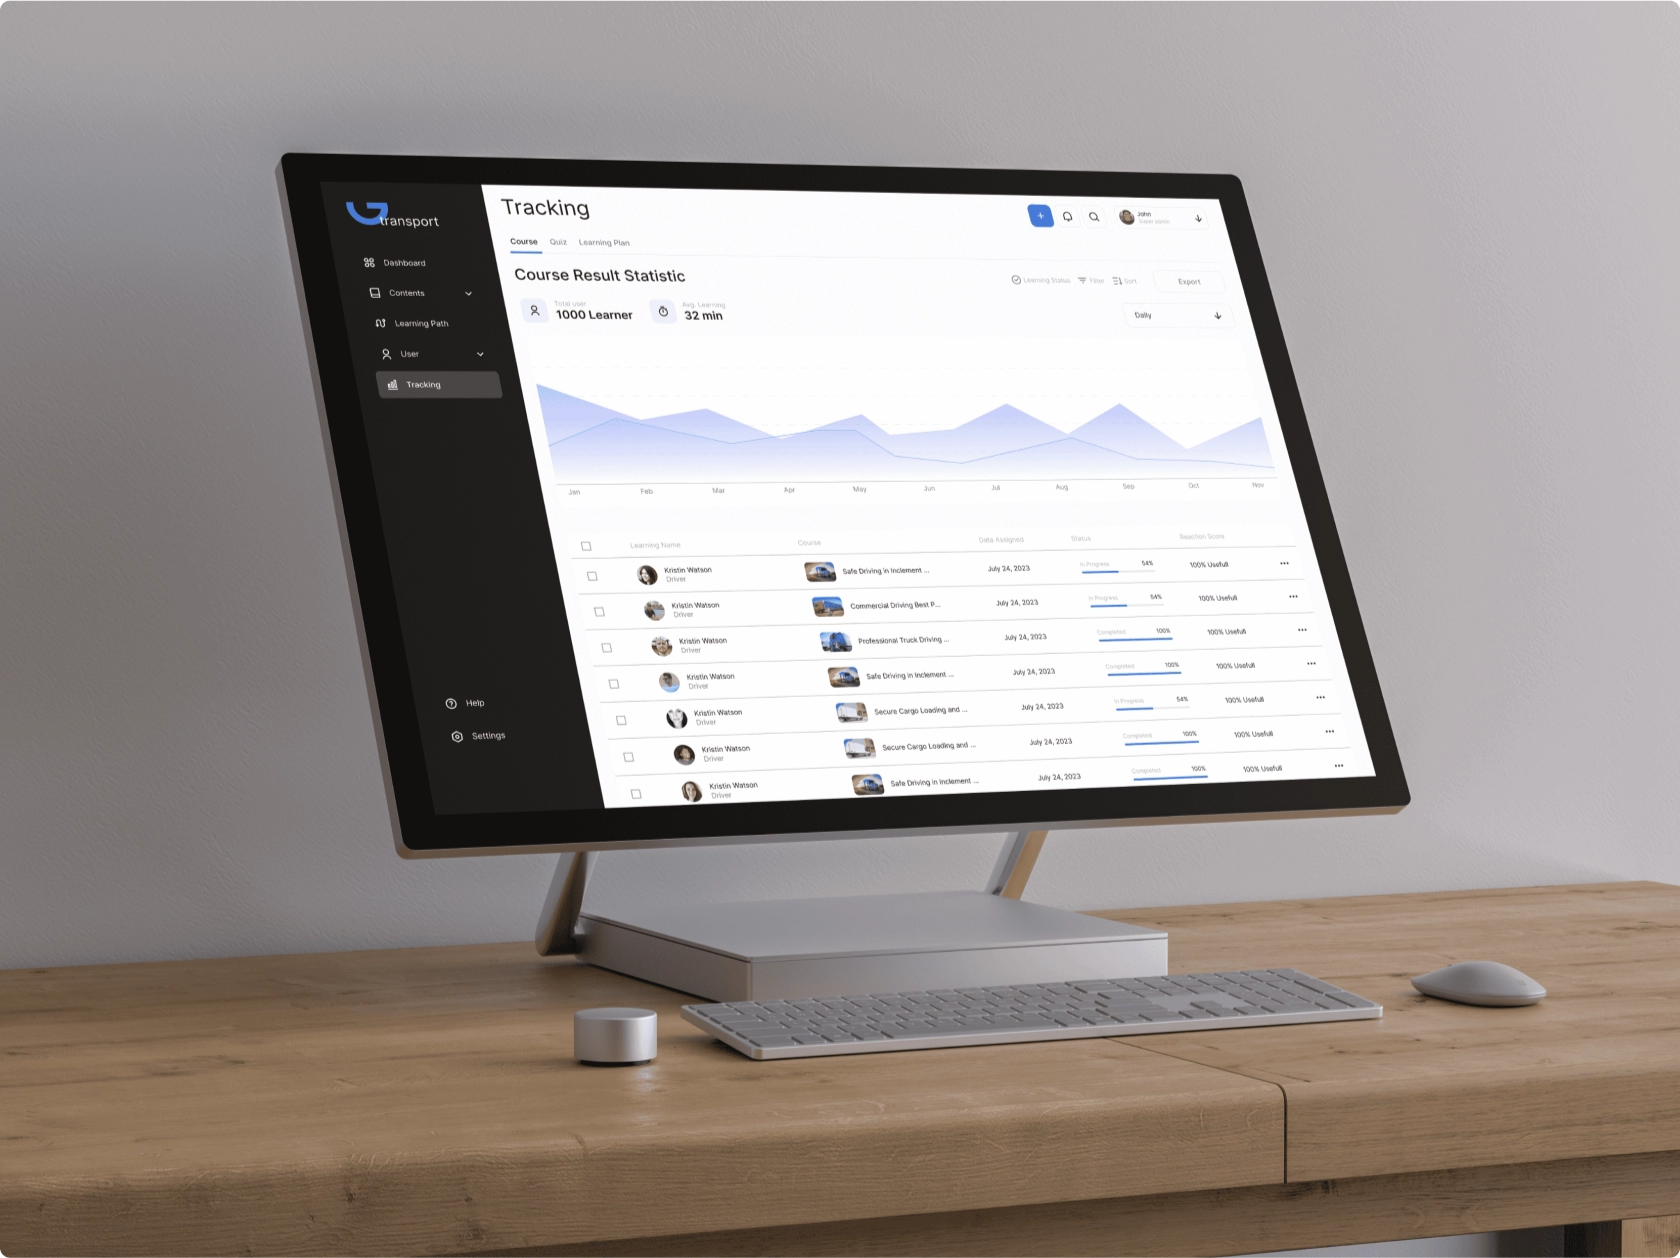 transport
Dashboard
Contents
Learning Path
User
Tracking
Help
Settings
Tracking
John
Super admin
Course Quiz Learning Plan
Course Result Statistic
Learning Status Filter Sort Export
Total user
1000 Learner
Avg. Learning
32 min
Daily
Jan Feb Mar Apr May Jun Jul Aug Sep Oct Nov
Learning Name Course Data Assigned Status Reaction Score
Kristin Watson
Driver
Safe Driving in Inclement ... July 24, 2023 In Progress 54% 100% Usefull
Kristin Watson
Driver
Commercial Driving Best P... July 24, 2023 In Progress 54% 100% Usefull
Kristin Watson
Driver
Professional Truck Driving ... July 24, 2023 Completed 100% 100% Usefull
Kristin Watson
Driver
Safe Driving in Inclement ... July 24, 2023 Completed 100% 100% Usefull
Kristin Watson
Driver
Secure Cargo Loading and ... July 24, 2023 In Progress 54% 100% Usefull
Kristin Watson
Driver
Secure Cargo Loading and ... July 24, 2023 Completed 100% 100% Usefull
Kristin Watson
Driver
Safe Driving in Inclement ... July 24, 2023 Completed 100% 100% Usefull